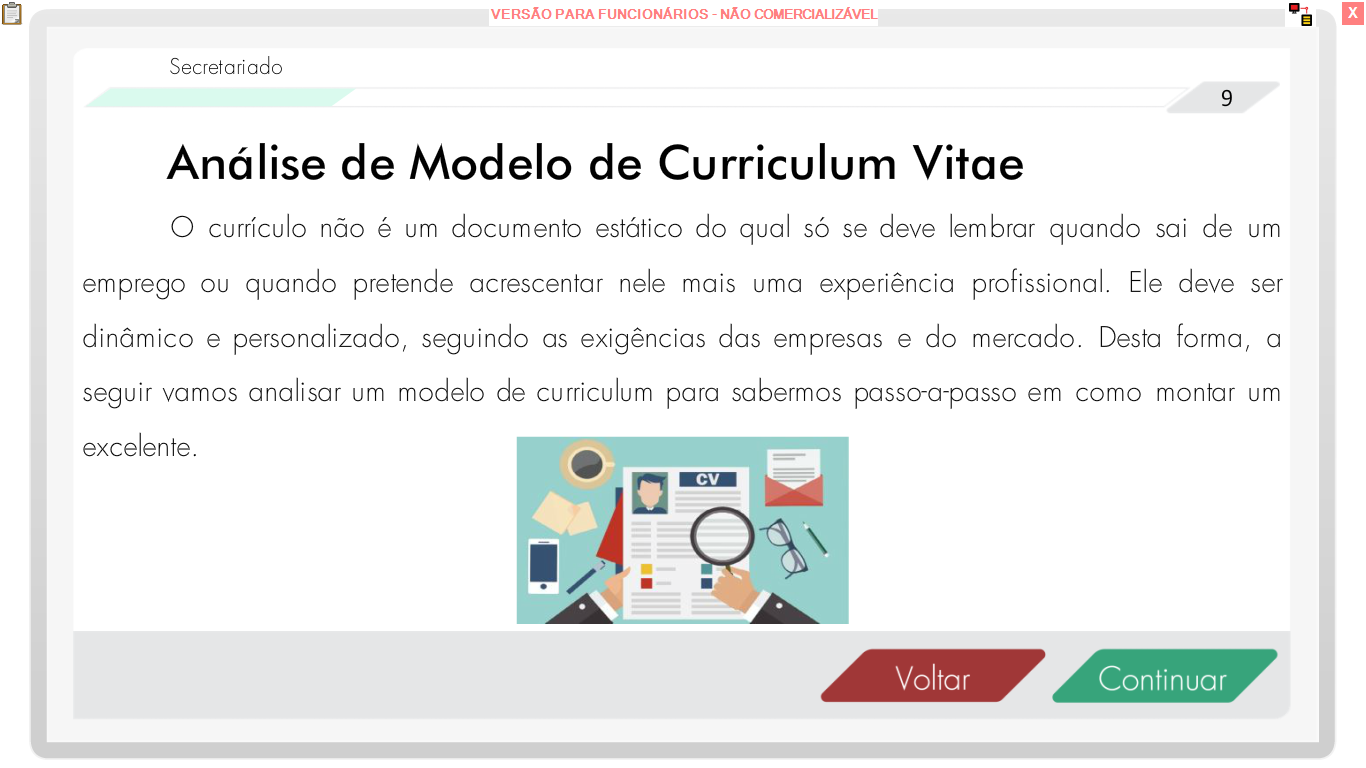 VERSÃO PARA FUNCIONÁRIOS - NÃO COMERCIALIZÁVEL
X
Secretariado
9
Análise de Modelo de Curriculum Vitae
O currículo não é um documento estático do qual só se deve lembrar quando sai de um
emprego ou quando pretende acrescentar nele mais uma experiência profissional. Ele deve ser
dinâmico e personalizado, seguindo as exigências das empresas e do mercado. Desta forma, a
seguir vamos analisar um modelo de curriculum para sabermos passo-a-passo em como montar um
excelente.
CV
Voltar
Continuar